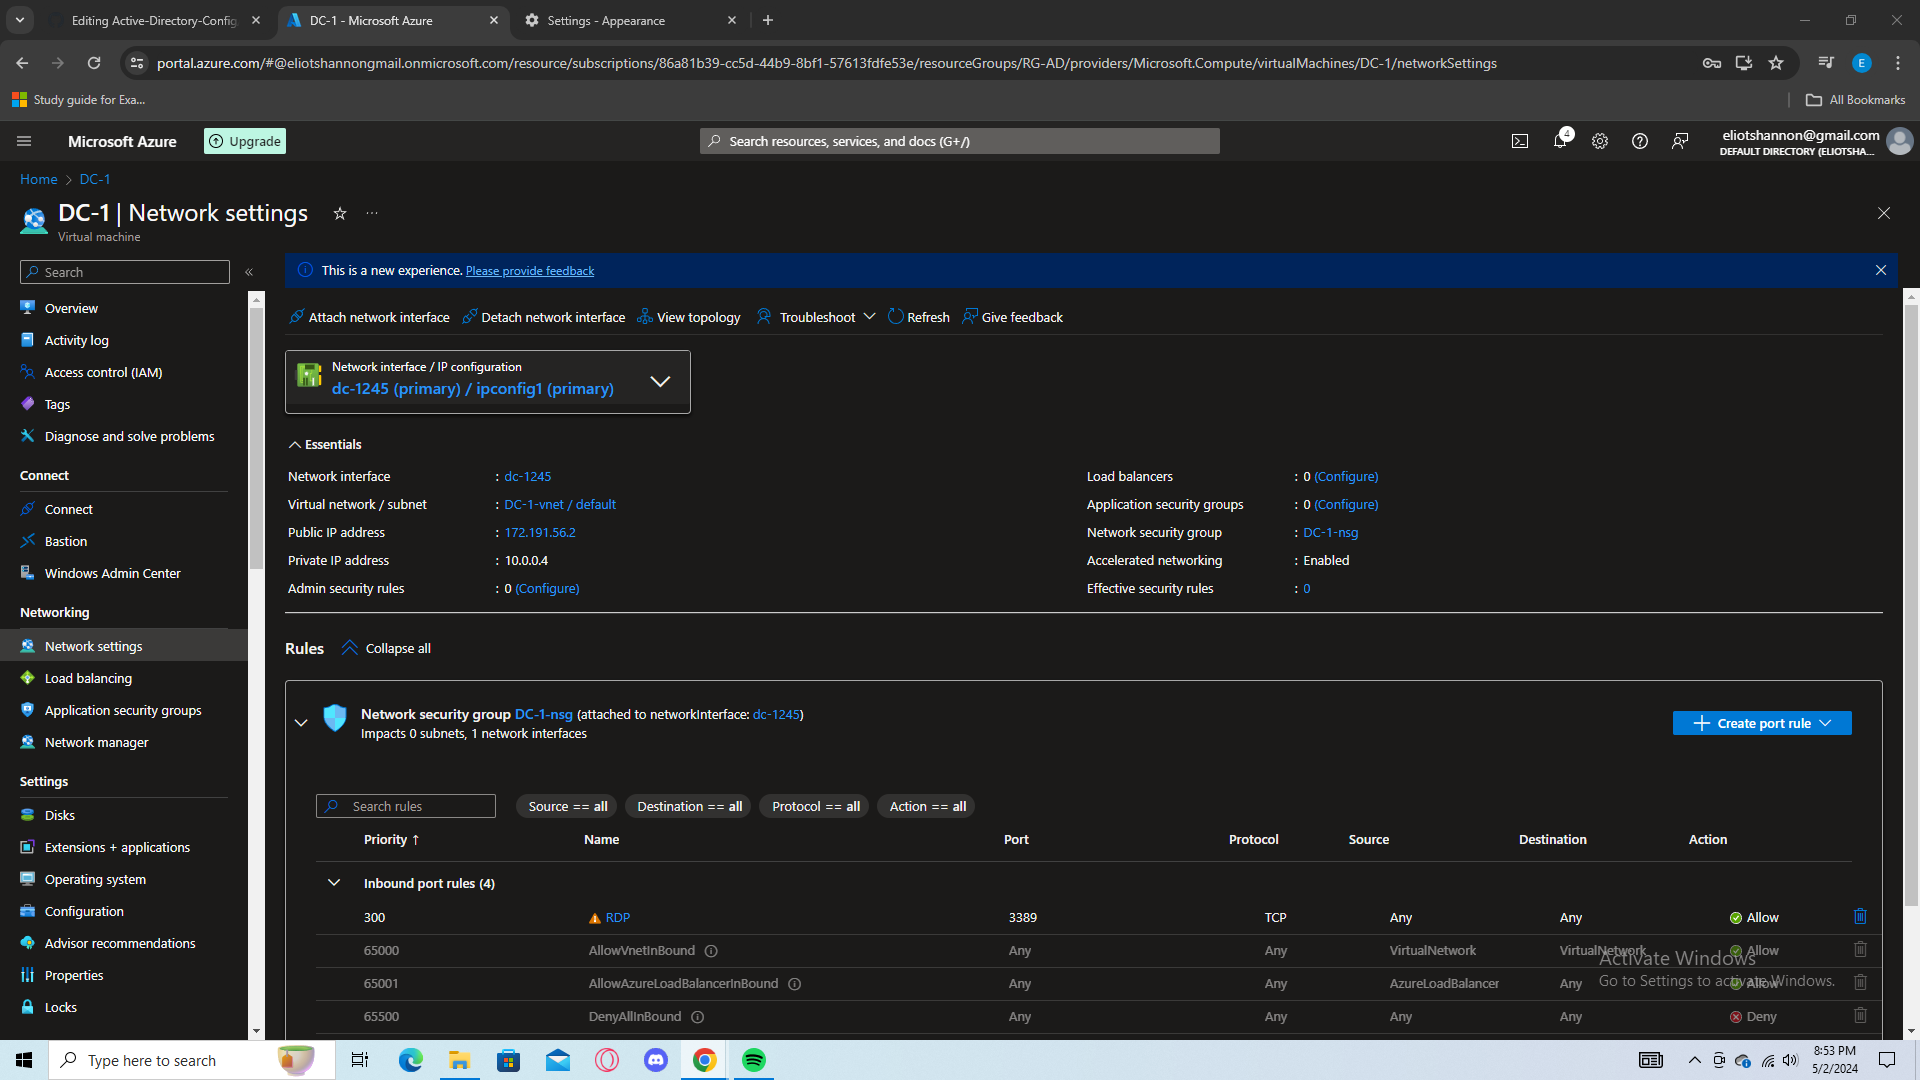 Editing Active-Directory-Config
DC-1 - Microsoft Azure
Settings - Appearance
portal.azure.com/#@eliotshannongmail.onmicrosoft.com/resource/subscriptions/86a81b39-cc5d-44b9-8bf1-57613fdfe53e/resourceGroups/RG-AD/providers/Microsoft.Compute/virtualMachines/DC-1/networkSettings
E
Study guide for Exa...
All Bookmarks
Microsoft Azure
Upgrade
Search resources, services, and docs (G+/)
4
eliotshannon@gmail.com
DEFAULT DIRECTORY (ELIOTSHA...
Home > DC-1
DC-1 | Network settings
Virtual machine
Search
This is a new experience. Please provide feedback
Overview
Activity log
Access control (IAM)
Tags
Diagnose and solve problems
Connect
Connect
Bastion
Windows Admin Center
Networking
Network settings
Load balancing
Application security groups
Network manager
Settings
Disks
Extensions + applications
Operating system
Configuration
Advisor recommendations
Properties
Locks
Attach network interface Detach network interface View topology Troubleshoot Refresh Give feedback
Network interface / IP configuration
dc-1245 (primary) / ipconfig1 (primary)
Essentials
Network interface : dc-1245
Virtual network / subnet : DC-1-vnet / default
Public IP address : 172.191.56.2
Private IP address : 10.0.0.4
Admin security rules : 0 (Configure)
Load balancers : 0 (Configure)
Application security groups : 0 (Configure)
Network security group : DC-1-nsg
Accelerated networking : Enabled
Effective security rules : 0
Rules Collapse all
Network security group DC-1-nsg (attached to networkInterface: dc-1245)
Impacts 0 subnets, 1 network interfaces
Create port rule
Search rules
Source == all
Destination == all
Protocol == all
Action == all
Priority ↑ Name Port Protocol Source Destination Action
Inbound port rules (4)
300 RDP 3389 TCP Any Any Allow
65000 AllowVnetInBound Any Any VirtualNetwork VirtualNetwork Allow
65001 AllowAzureLoadBalancerInBound Any Any AzureLoadBalancer Any Allow
65500 DenyAllInBound Any Any Any Any Deny
Activate Windows
Go to Settings to activate Windows.
Type here to search
8:53 PM
5/2/2024